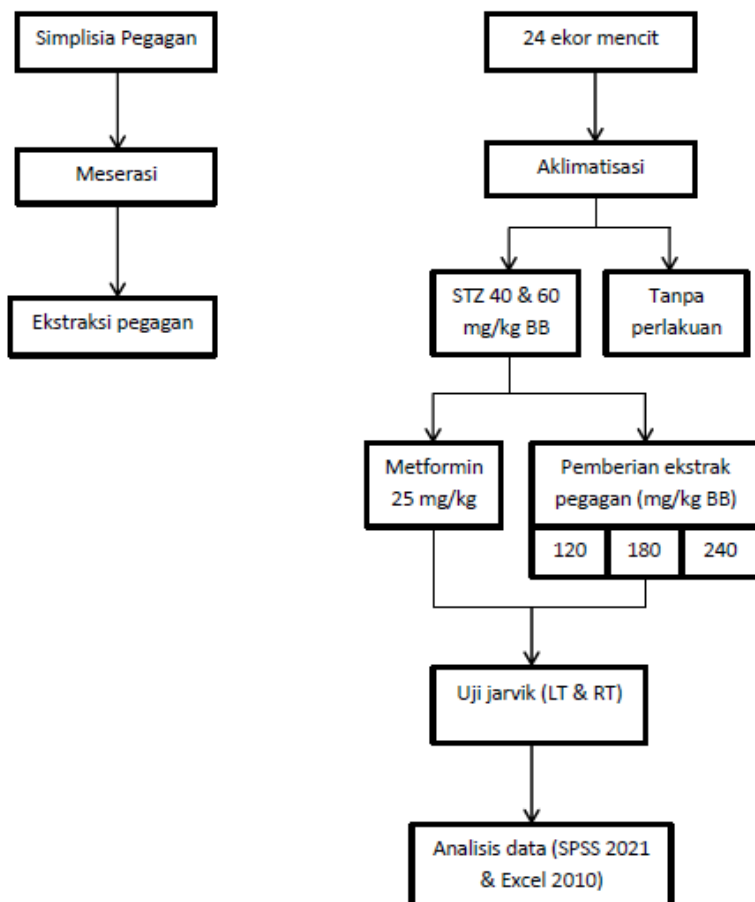 Simplisia Pegagan
Meserasi
Ekstraksi pegagan
24 ekor mencit
Aklimatisasi
STZ 40 & 60
mg/kg BB
Tanpa
perlakuan
Metformin
25 mg/kg
Pemberian ekstrak
pegagan (mg/kg BB)
120
180
240
Uji jarvik (LT & RT)
Analisis data (SPSS 2021
& Excel 2010)